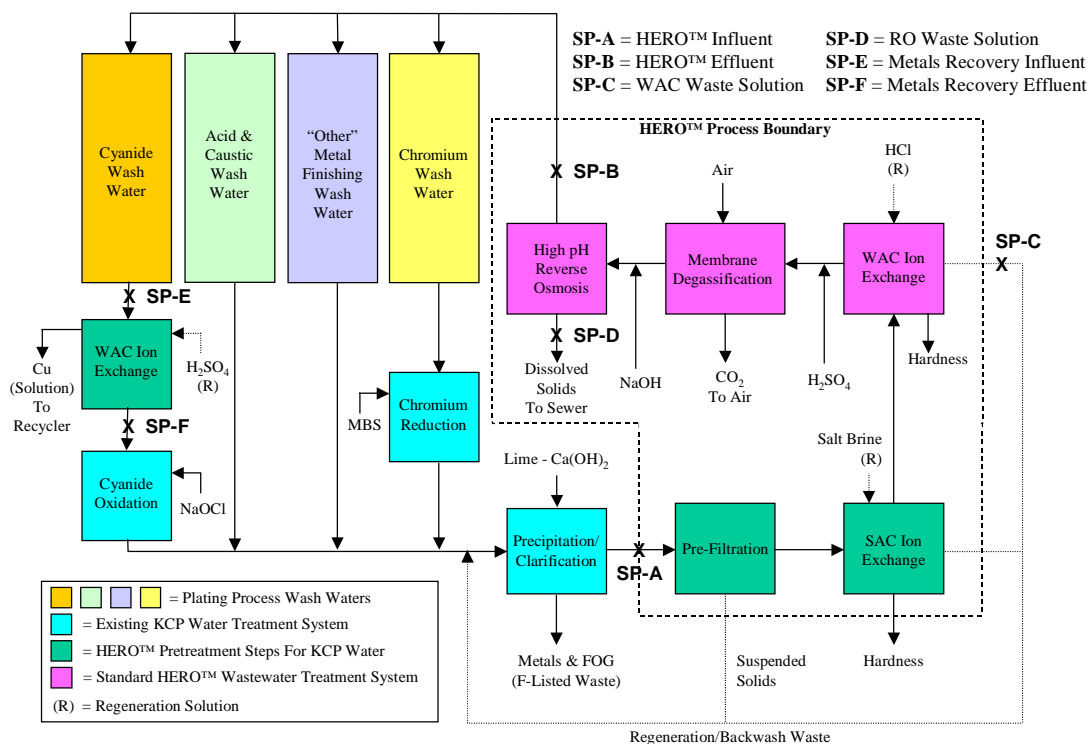 SP-A = HERO™ Influent
SP-B = HERO™ Effluent
SP-C = WAC Waste Solution
SP-D = RO Waste Solution
SP-E = Metals Recovery Influent
SP-F = Metals Recovery Effluent
Cyanide
Wash
Water
Acid &
Caustic
Wash
Water
“Other”
Metal
Finishing
Wash
Water
Chromium
Wash
Water
HERO™ Process Boundary
X SP-B
Air
HCl
(R)
SP-C
X
High pH
Reverse
Osmosis
Membrane
Degassification
WAC Ion
Exchange
X SP-E
X SP-D
WAC Ion
Exchange
Cu
(Solution)
To
Recycler
H2SO4
(R)
Dissolved
Solids
To Sewer
NaOH
CO2
To Air
H2SO4
Hardness
MBS
Chromium
Reduction
X SP-F
Salt Brine
(R)
Lime - Ca(OH)2
Cyanide
Oxidation
NaOCl
Precipitation/
Clarification
X
SP-A
Pre-Filtration
SAC Ion
Exchange
= Plating Process Wash Waters
= Existing KCP Water Treatment System
= HERO™ Pretreatment Steps For KCP Water
= Standard HERO™ Wastewater Treatment System
(R) = Regeneration Solution
Metals & FOG
(F-Listed Waste)
Suspended
Solids
Hardness
Regeneration/Backwash Waste